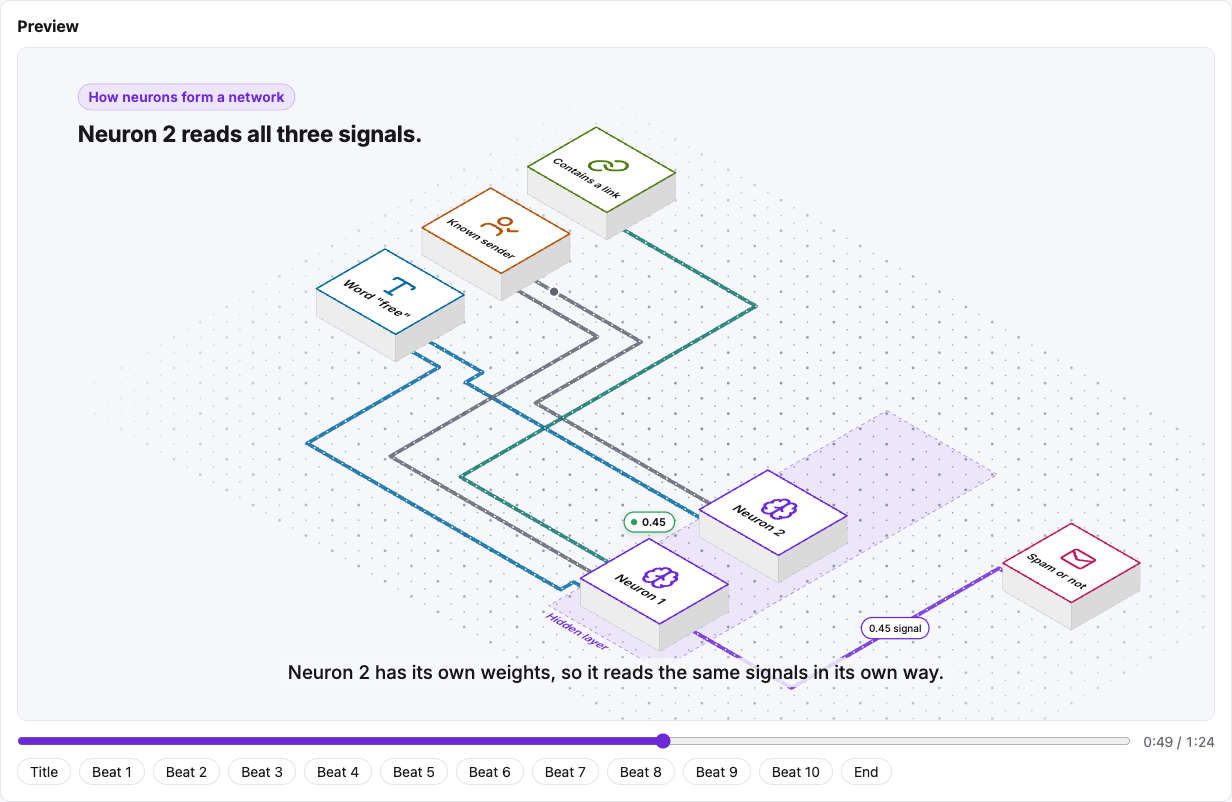 Preview
How neurons form a network
Neuron 2 reads all three signals.
Contains a link
Known sender
Word "free"
Neuron 2
0.45
Neuron 1
Spam or not
Hidden layer
0.45 signal
Neuron 2 has its own weights, so it reads the same signals in its own way.
0:49 / 1:24
Title Beat 1 Beat 2 Beat 3 Beat 4 Beat 5 Beat 6 Beat 7 Beat 8 Beat 9 Beat 10 End